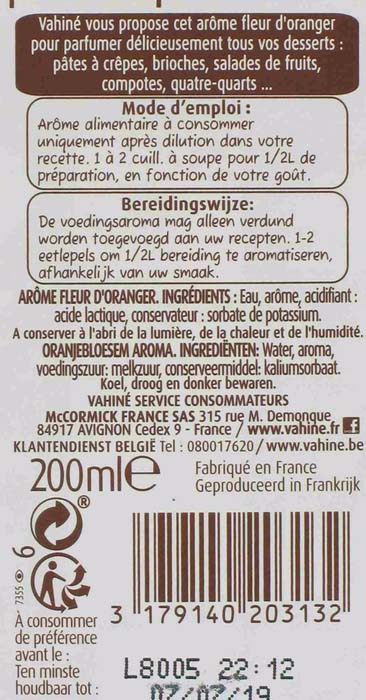 Vahiné vous propose cet arôme fleur d'oranger
pour parfumer délicieusement tous vos desserts :
pâtes à crêpes, brioches, salades de fruits,
compotes, quatre-quarts ...
Mode d'emploi :
Arôme alimentaire à consommer
uniquement après dilution dans votre
recette. 1 à 2 cuill. à soupe pour 1/2L de
préparation, en fonction de votre goût.
Bereidingswijze:
De voedingsaroma mag alleen verdund
worden toegevoegd aan uw recepten. 1-2
eetlepels om 1/2L bereiding te aromatiseren,
afhankelijk van uw smaak.
ARÔME FLEUR D'ORANGER. INGRÉDIENTS : Eau, arôme, acidifiant :
acide lactique, conservateur : sorbate de potassium.
A conserver à l'abri de la lumière, de la chaleur et de l'humidité.
ORANJEBLOESEM AROMA. INGREDIËNTEN: Water, aroma,
voedingszuur: melkzuur, conserveermiddel: kaliumsorbaat.
Koel, droog en donker bewaren.
VAHINÉ SERVICE CONSOMMATEURS
McCORMICK FRANCE SAS 315 rue M. Demonque
84917 AVIGNON Cedex 9 - France / www.vahine.fr f
KLANTENDIENST BELGIË Tel : 080017620 / www.vahine.be
200ml e
Fabriqué en France
Geproduceerd in Frankrijk
®
7355
9
À consommer
de préférence
avant le :
Ten minste
houdbaar tot :
3 179140 203132
L8005 22:12